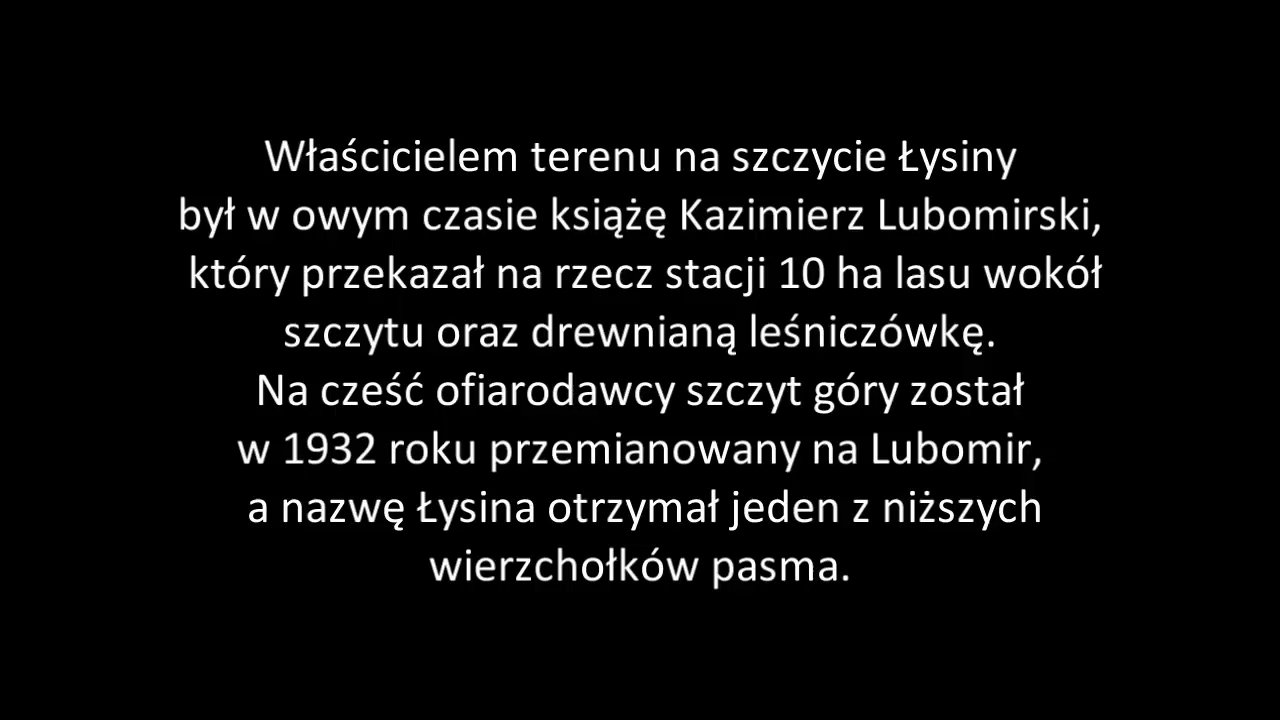 Właścicielem terenu na szczycie Łysiny
był w owym czasie książę Kazimierz Lubomirski,
który przekazał na rzecz stacji 10 ha lasu wokół
szczytu oraz drewnianą leśniczówkę.
Na cześć ofiarodawcy szczyt góry został
w 1932 roku przemianowany na Lubomir,
a nazwę Łysina otrzymał jeden z niższych
wierzchołków pasma.